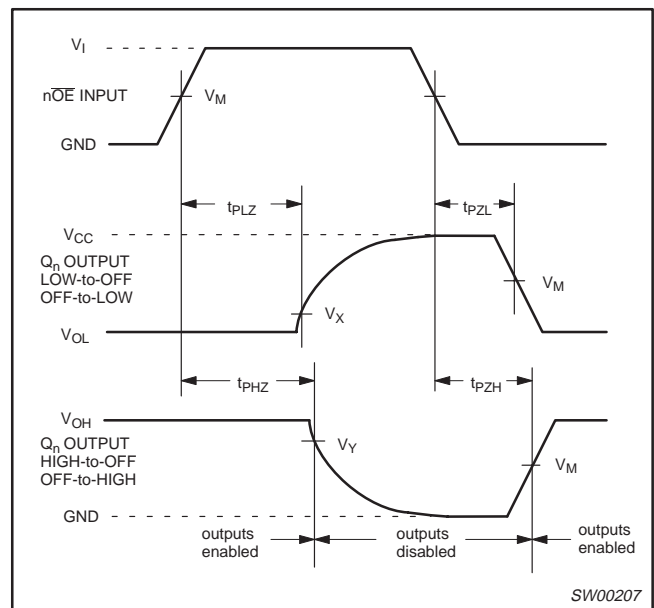 V_I
nO̅E̅ INPUT
V_M
GND
t_PLZ
t_PZL
V_CC
Q_n OUTPUT
LOW-to-OFF
OFF-to-LOW
V_M
V_X
V_OL
t_PHZ
t_PZH
V_OH
Q_n OUTPUT
HIGH-to-OFF
OFF-to-HIGH
V_Y
V_M
GND
outputs
enabled
outputs
disabled
outputs
enabled
SW00207